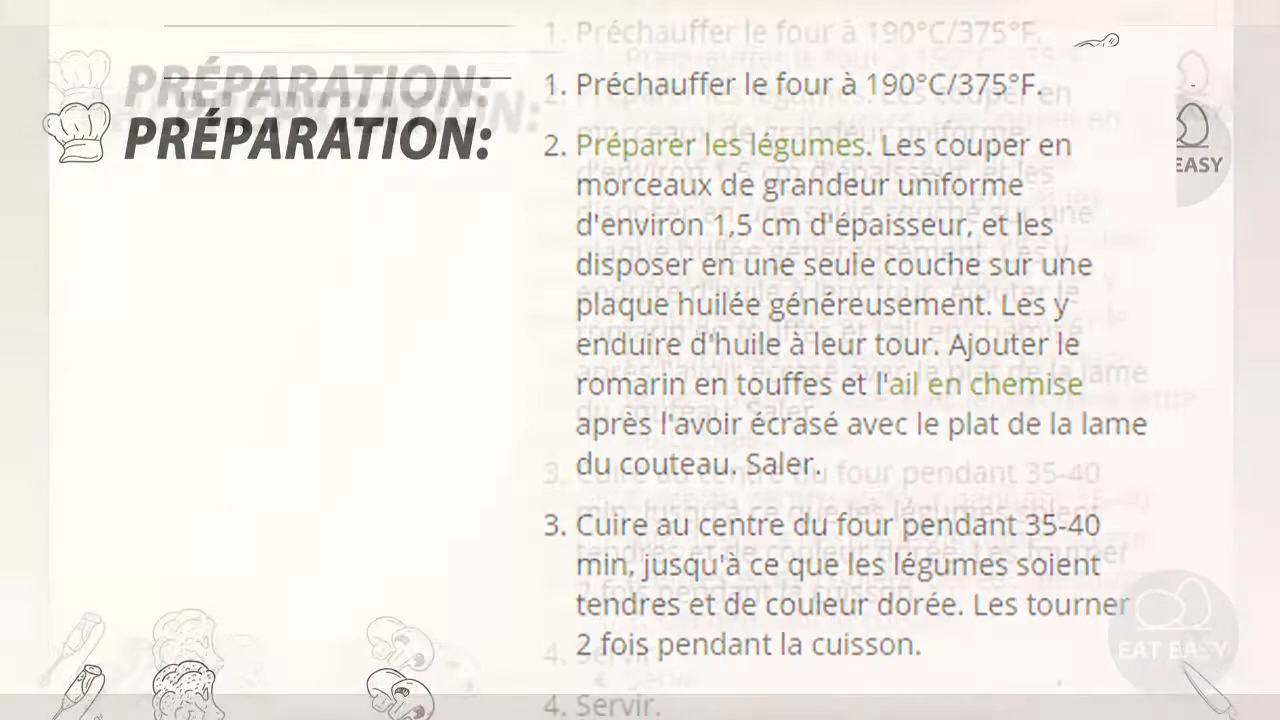 PRÉPARATION:
1. Préchauffer le four à 190°C/375°F.
2. Préparer les légumes. Les couper en
morceaux de grandeur uniforme
d'environ 1,5 cm d'épaisseur, et les
disposer en une seule couche sur une
plaque huilée généreusement. Les y
enduire d'huile à leur tour. Ajouter le
romarin en touffes et l'ail en chemise
après l'avoir écrasé avec le plat de la lame
du couteau. Saler.
3. Cuire au centre du four pendant 35-40
min, jusqu'à ce que les légumes soient
tendres et de couleur dorée. Les tourner
2 fois pendant la cuisson.
4. Servir.
EASY
EAT EASY